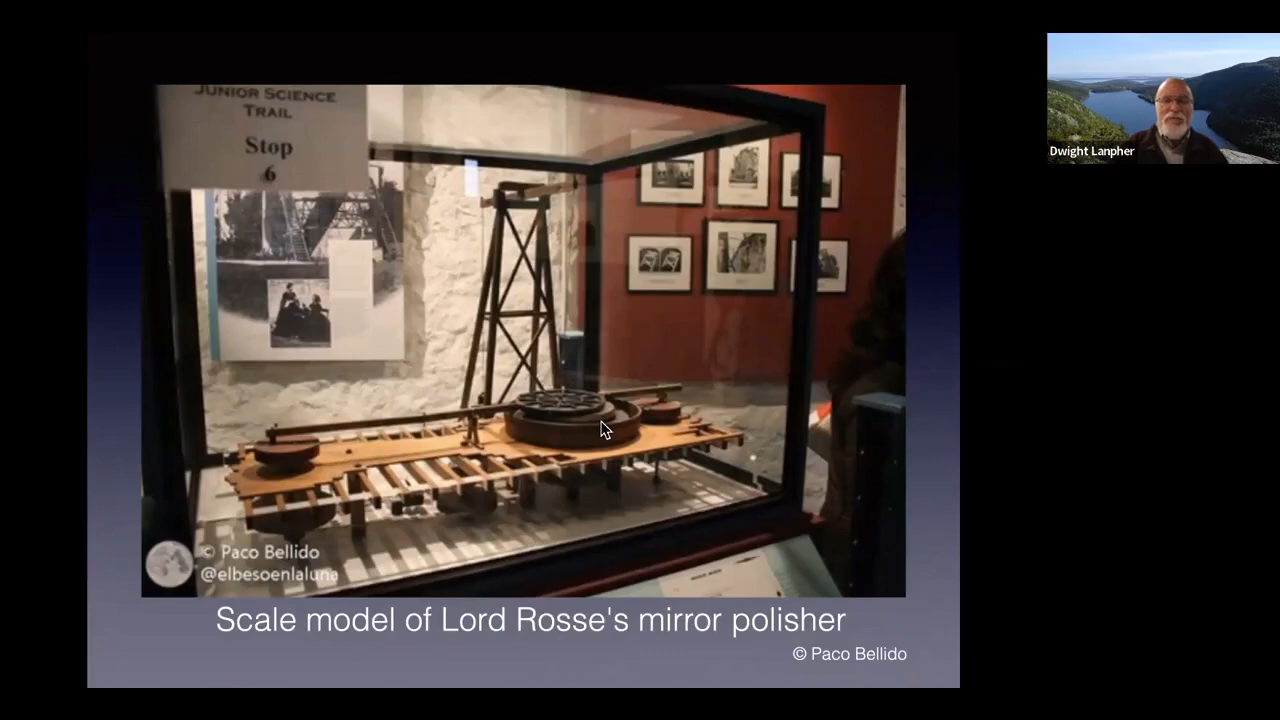 JUNIOR SCIENCE
TRAIL
Stop
6
© Paco Bellido
@elbesoenlaluna
Scale model of Lord Rosse's mirror polisher
© Paco Bellido
Dwight Lanpher